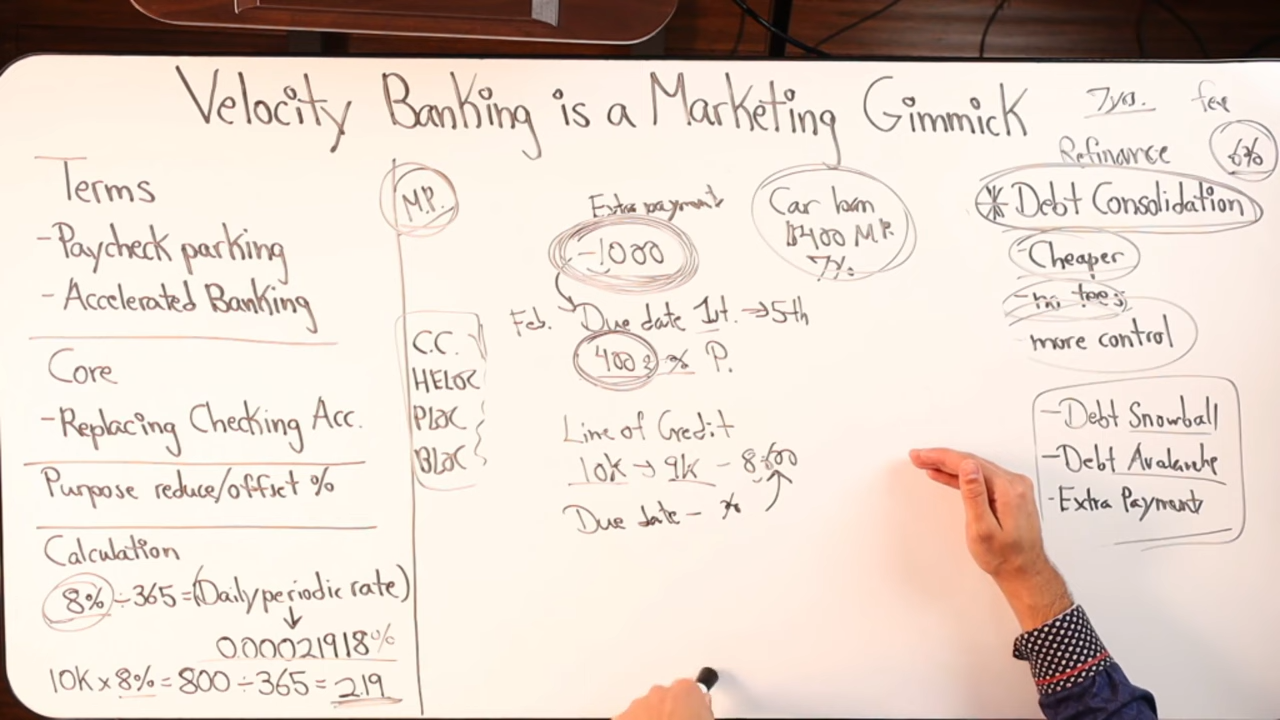 Velocity Banking is a Marketing Gimmick
Terms
-Paycheck parking
- Accelerated Banking
Core
-Replacing Checking Acc.
Purpose reduce/offset %
Calculation
8% ÷ 365 = (Daily periodic rate)
↓
0.00021918%
10K x 8% = 800 ÷ 365 = 2.19
M.P.
C.C.
HELOC
PLOC
BLOC
Extra payment
-1000
Feb. Due date 1st. → 5th
400 % P.
Line of Credit
10K → 9K - 8,600
Due date - %
Car loan
$400 M.P.
7%
7yrs. fee
Refinance 6%
* Debt Consolidation
- Cheaper
- no fees
more control
-Debt Snowball
-Debt Avalanche
-Extra Payment